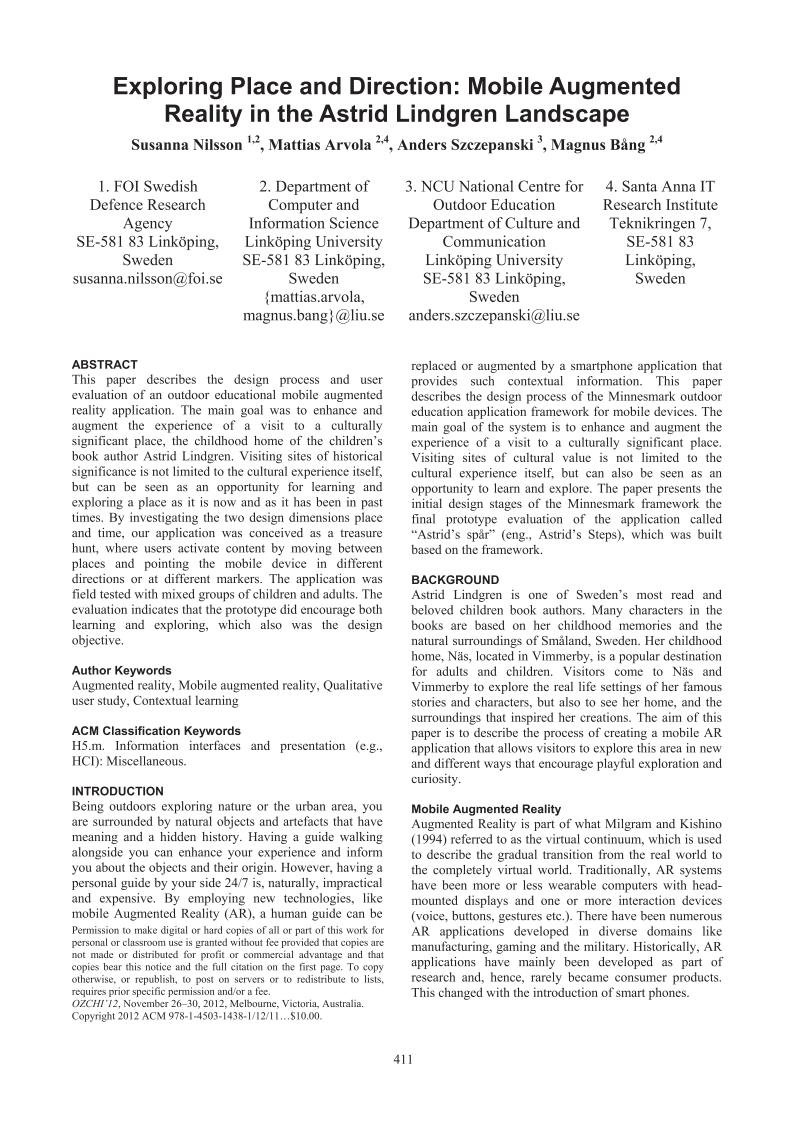 Exploring Place and Direction: Mobile Augmented
Reality in the Astrid Lindgren Landscape
Susanna Nilsson 1,2, Mattias Arvola 2,4, Anders Szczepanski 3, Magnus Bång 2,4
1. FOI Swedish
Defence Research
Agency
SE-581 83 Linköping,
Sweden
susanna.nilsson@foi.se
2. Department of
Computer and
Information Science
Linköping University
SE-581 83 Linköping,
Sweden
{mattias.arvola,
magnus.bang}@liu.se
3. NCU National Centre for
Outdoor Education
Department of Culture and
Communication
Linköping University
SE-581 83 Linköping,
Sweden
anders.szczepanski@liu.se
4. Santa Anna IT
Research Institute
Teknikringen 7,
SE-581 83
Linköping,
Sweden
ABSTRACT
This paper describes the design process and user
evaluation of an outdoor educational mobile augmented
reality application. The main goal was to enhance and
augment the experience of a visit to a culturally
significant place, the childhood home of the children's
book author Astrid Lindgren. Visiting sites of historical
significance is not limited to the cultural experience itself,
but can be seen as an opportunity for learning and
exploring a place as it is now and as it has been in past
times. By investigating the two design dimensions place
and time, our application was conceived as a treasure
hunt, where users activate content by moving between
places and pointing the mobile device in different
directions or at different markers. The application was
field tested with mixed groups of children and adults. The
evaluation indicates that the prototype did encourage both
learning and exploring, which also was the design
objective.
Author Keywords
Augmented reality, Mobile augmented reality, Qualitative
user study, Contextual learning
ACM Classification Keywords
H5.m. Information interfaces and presentation (e.g.,
HCI): Miscellaneous.
INTRODUCTION
Being outdoors exploring nature or the urban area, you
are surrounded by natural objects and artefacts that have
meaning and a hidden history. Having a guide walking
alongside you can enhance your experience and inform
you about the objects and their origin. However, having a
personal guide by your side 24/7 is, naturally, impractical
and expensive. By employing new technologies, like
mobile Augmented Reality (AR), a human guide can be
Permission to make digital or hard copies of all or part of this work for
personal or classroom use is granted without fee provided that copies are
not made or distributed for profit or commercial advantage and that
copies bear this notice and the full citation on the first page. To copy
otherwise, or republish, to post on servers or to redistribute to lists,
requires prior specific permission and/or a fee.
OZCHI'12, November 26–30, 2012, Melbourne, Victoria, Australia.
Copyright 2012 ACM 978-1-4503-1438-1/12/11…$10.00.
replaced or augmented by a smartphone application that
provides such contextual information. This paper
describes the design process of the Minnesmark outdoor
education application framework for mobile devices. The
main goal of the system is to enhance and augment the
experience of a visit to a culturally significant place.
Visiting sites of cultural value is not limited to the
cultural experience itself, but can also be seen as an
opportunity to learn and explore. The paper presents the
initial design stages of the Minnesmark framework the
final prototype evaluation of the application called
“Astrid's spår” (eng., Astrid's Steps), which was built
based on the framework.
BACKGROUND
Astrid Lindgren is one of Sweden's most read and
beloved children book authors. Many characters in the
books are based on her childhood memories and the
natural surroundings of Småland, Sweden. Her childhood
home, Näs, located in Vimmerby, is a popular destination
for adults and children. Visitors come to Näs and
Vimmerby to explore the real life settings of her famous
stories and characters, but also to see her home, and the
surroundings that inspired her creations. The aim of this
paper is to describe the process of creating a mobile AR
application that allows visitors to explore this area in new
and different ways that encourage playful exploration and
curiosity.
Mobile Augmented Reality
Augmented Reality is part of what Milgram and Kishino
(1994) referred to as the virtual continuum, which is used
to describe the gradual transition from the real world to
the completely virtual world. Traditionally, AR systems
have been more or less wearable computers with head-
mounted displays and one or more interaction devices
(voice, buttons, gestures etc.). There have been numerous
AR applications developed in diverse domains like
manufacturing, gaming and the military. Historically, AR
applications have mainly been developed as part of
research and, hence, rarely became consumer products.
This changed with the introduction of smart phones.
411